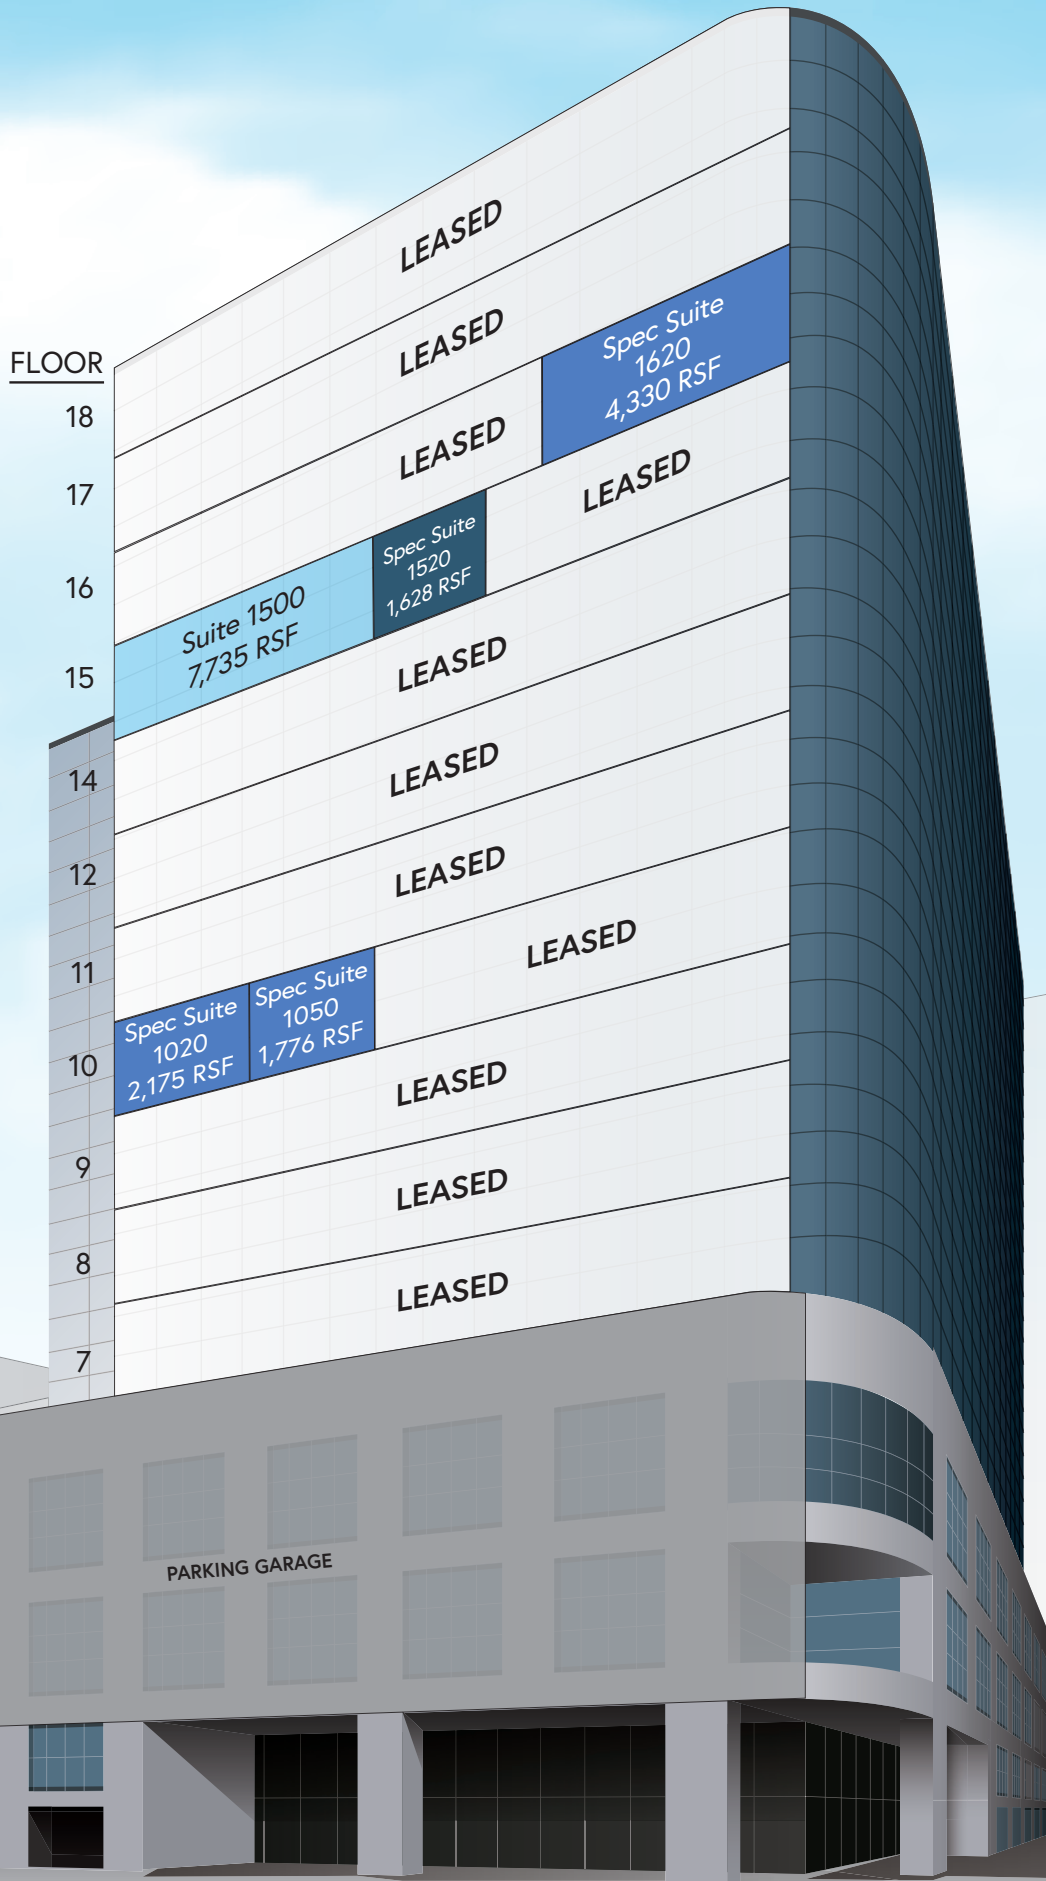 FLOOR
18
LEASED
17
LEASED
16
LEASED
Spec Suite
1620
4,330 RSF
15
Suite 1500
7,735 RSF
Spec Suite
1520
1,628 RSF
LEASED
14
LEASED
12
LEASED
11
LEASED
10
Spec Suite
1020
2,175 RSF
Spec Suite
1050
1,776 RSF
LEASED
9
LEASED
8
LEASED
7
LEASED
PARKING GARAGE